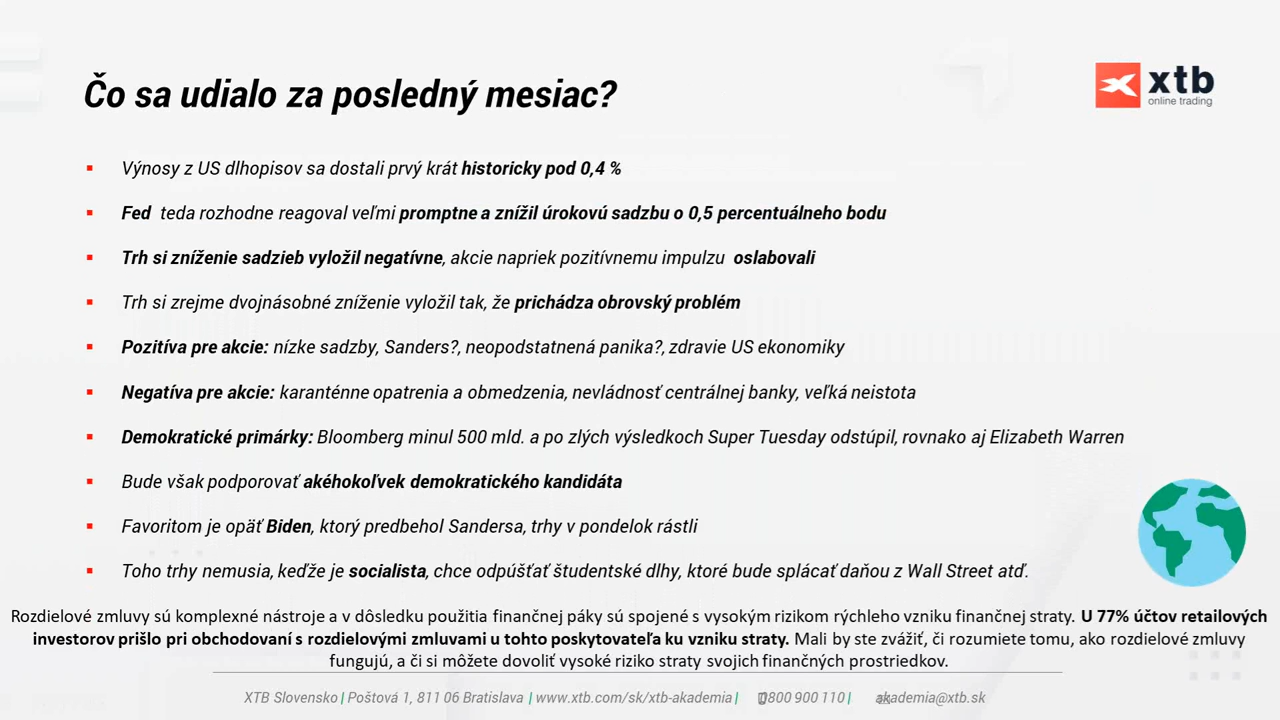 Čo sa udialo za posledný mesiac?
xtb
online trading
Výnosy z US dlhopisov sa dostali prvý krát historicky pod 0,4 %
Fed teda rozhodne reagoval veľmi promptne a znížil úrokovú sadzbu o 0,5 percentuálneho bodu
Trh si zníženie sadzieb vyložil negatívne, akcie napriek pozitívnemu impulzu oslabovali
Trh si zrejme dvojnásobné zníženie vyložil tak, že prichádza obrovský problém
Pozitíva pre akcie: nízke sadzby, Sanders?, neopodstatnená panika?, zdravie US ekonomiky
Negatíva pre akcie: karanténne opatrenia a obmedzenia, nevládnosť centrálnej banky, veľká neistota
Demokratické primárky: Bloomberg minul 500 mld. a po zlých výsledkoch Super Tuesday odstúpil, rovnako aj Elizabeth Warren
Bude však podporovať akéhokoľvek demokratického kandidáta
Favoritom je opäť Biden, ktorý predbehol Sandersa, trhy v pondelok rástli
Toho trhy nemusia, keďže je socialista, chce odpúšťať študentské dlhy, ktoré bude splácať daňou z Wall Street atď.
Rozdielové zmluvy sú komplexné nástroje a v dôsledku použitia finančnej páky sú spojené s vysokým rizikom rýchleho vzniku finančnej straty. U 77% účtov retailových
investorov prišlo pri obchodovaní s rozdielovými zmluvami u tohto poskytovateľa ku vzniku straty. Mali by ste zvážiť, či rozumiete tomu, ako rozdielové zmluvy
fungujú, a či si môžete dovoliť vysoké riziko straty svojich finančných prostriedkov.
XTB Slovensko | Poštová 1, 811 06 Bratislava | www.xtb.com/sk/xtb-akademia | 0800 900 110 | akademia@xtb.sk